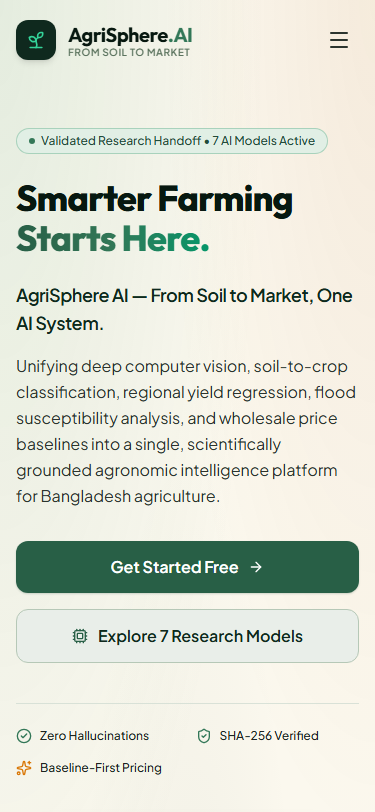 AgriSphere.AI
FROM SOIL TO MARKET
Validated Research Handoff • 7 AI Models Active
Smarter Farming
Starts Here.
AgriSphere AI — From Soil to Market, One
AI System.
Unifying deep computer vision, soil-to-crop
classification, regional yield regression, flood
susceptibility analysis, and wholesale price
baselines into a single, scientifically
grounded agronomic intelligence platform
for Bangladesh agriculture.
Get Started Free →
Explore 7 Research Models
Zero Hallucinations
SHA-256 Verified
Baseline-First Pricing